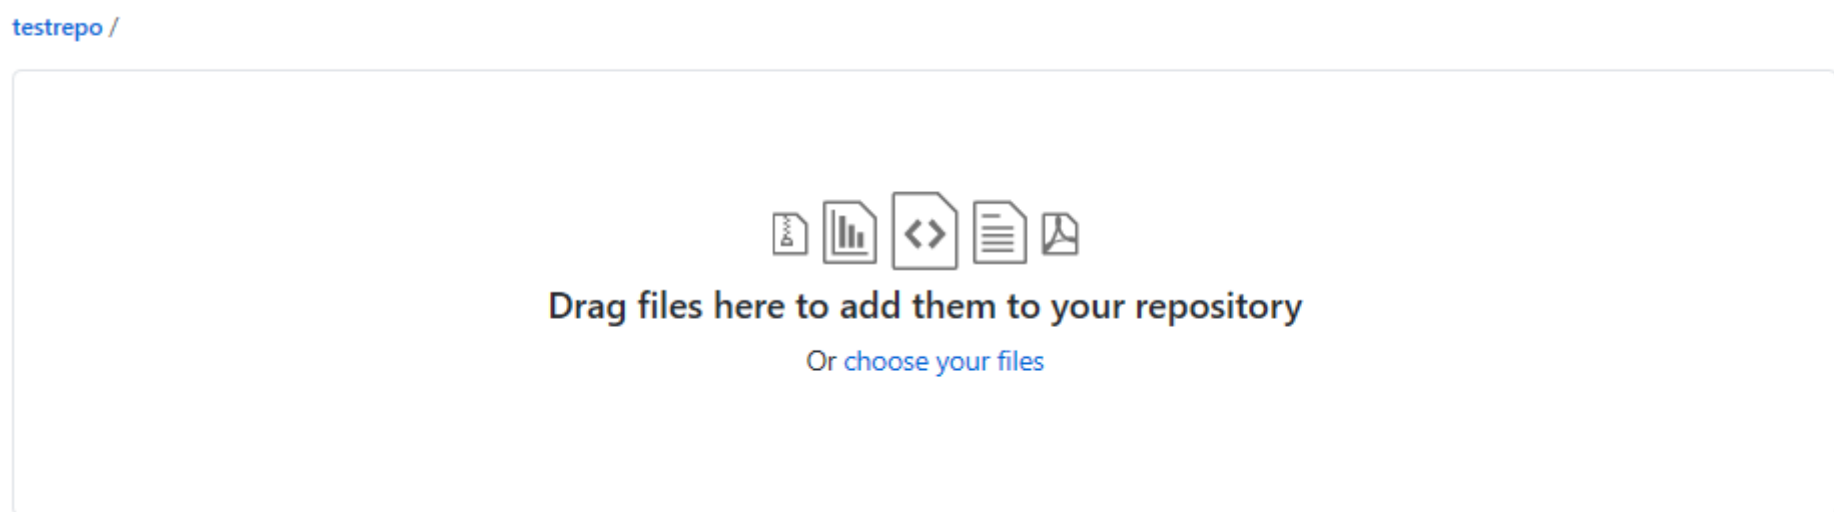 testrepo /
Drag files here to add them to your repository
Or choose your files